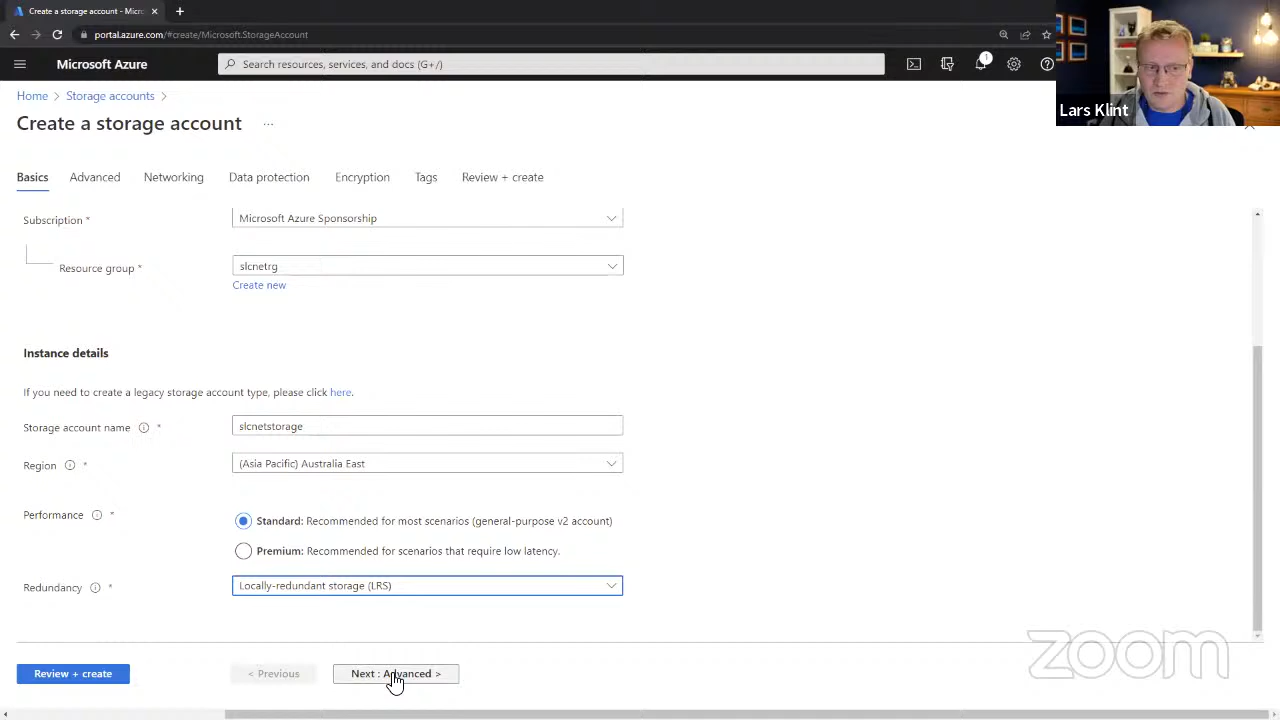 Create a storage account - Micro
portal.azure.com/#create/Microsoft.StorageAccount
Microsoft Azure
Search resources, services, and docs (G+/)
1
Lars Klint
Home > Storage accounts >
Create a storage account ...
Basics Advanced Networking Data protection Encryption Tags Review + create
Subscription * Microsoft Azure Sponsorship
Resource group * slcnetrg
Create new
Instance details
If you need to create a legacy storage account type, please click here.
Storage account name * slcnetstorage
Region * (Asia Pacific) Australia East
Performance * Standard: Recommended for most scenarios (general-purpose v2 account)
Premium: Recommended for scenarios that require low latency.
Redundancy * Locally-redundant storage (LRS)
Review + create < Previous Next : Advanced >
zoom